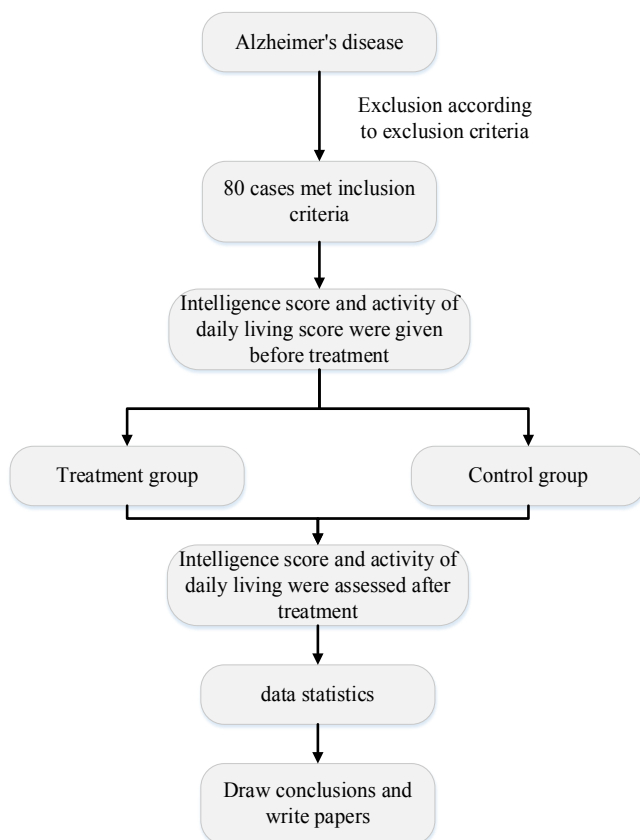 Alzheimer's disease
Exclusion according
to exclusion criteria
80 cases met inclusion
criteria
Intelligence score and activity of
daily living score were given
before treatment
Treatment group
Control group
Intelligence score and activity of
daily living were assessed after
treatment
data statistics
Draw conclusions and
write papers